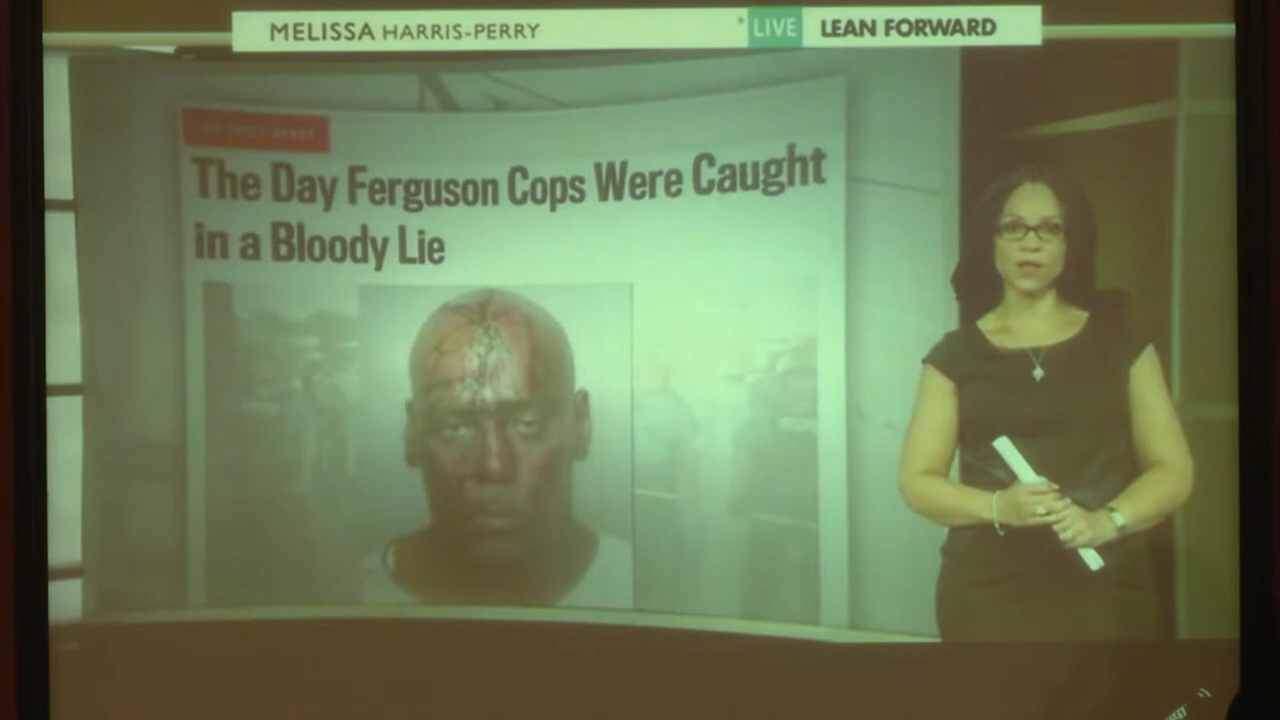 MELISSA HARRIS-PERRY
LIVE
LEAN FORWARD
The Day Ferguson Cops Were Caught
in a Bloody Lie